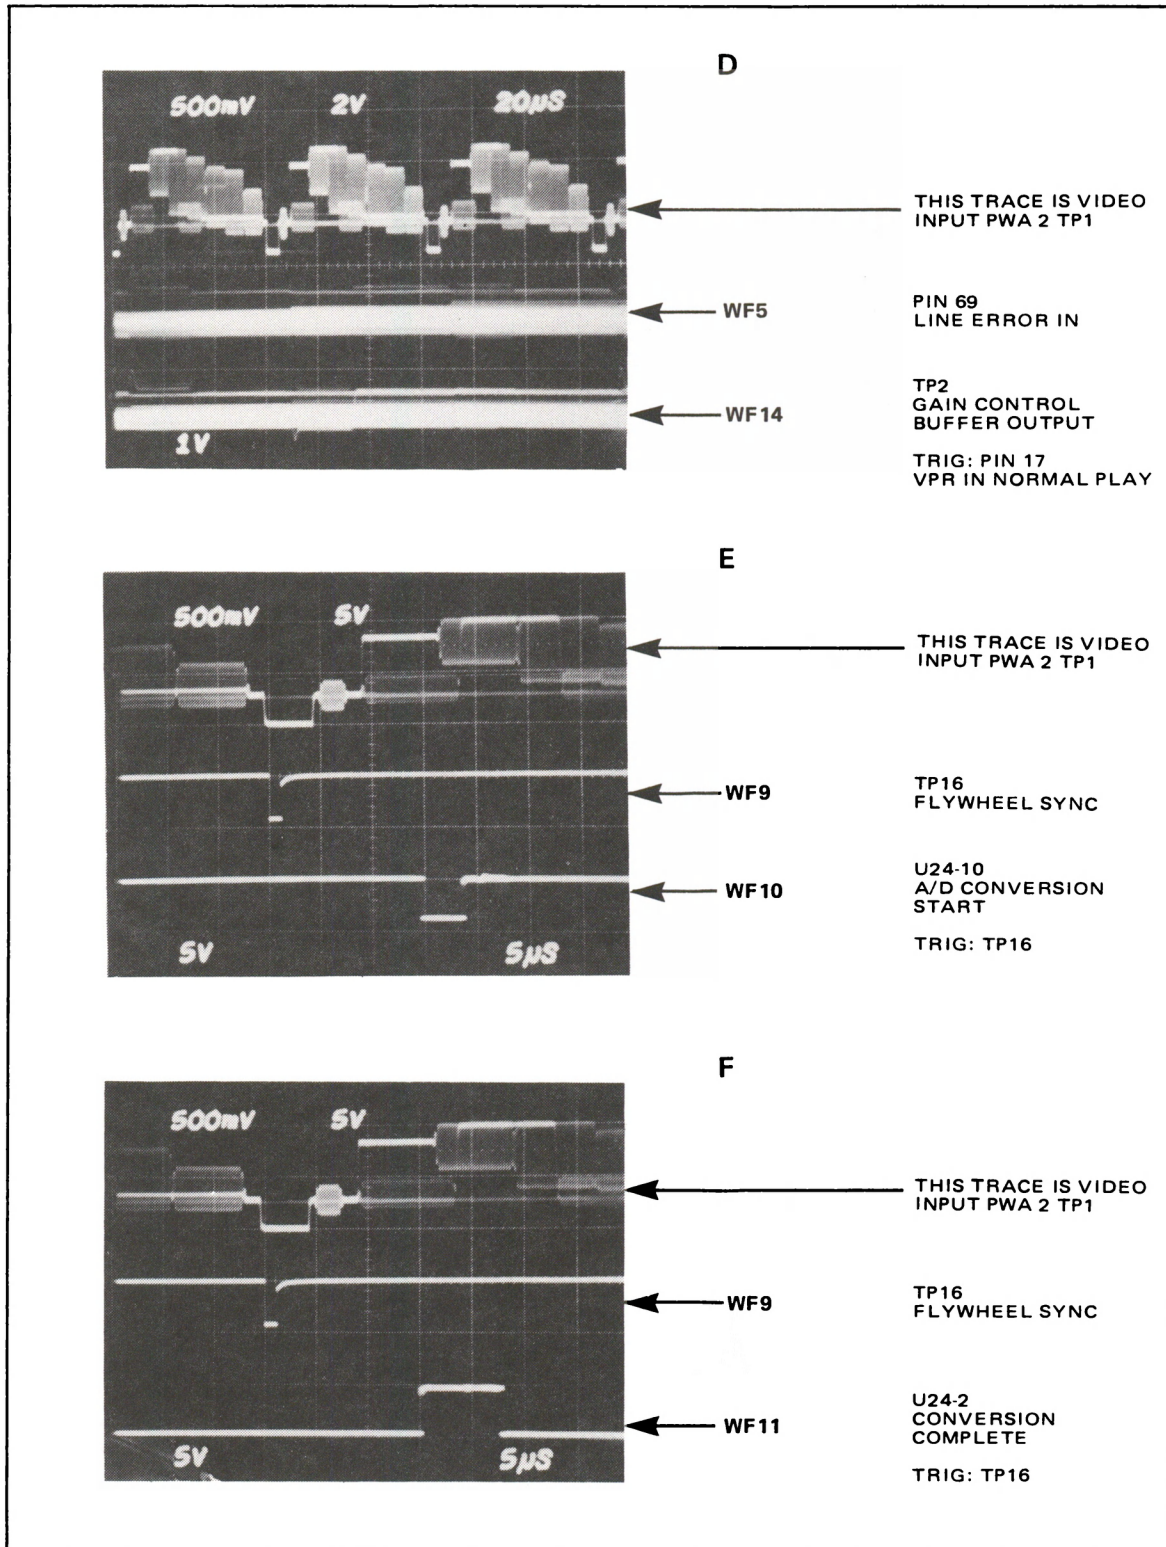 D
500mV 2V 20µS
THIS TRACE IS VIDEO
INPUT PWA 2 TP1
WF5
PIN 69
LINE ERROR IN
WF14
TP2
GAIN CONTROL
BUFFER OUTPUT
1V
TRIG: PIN 17
VPR IN NORMAL PLAY
E
500mV 5V
THIS TRACE IS VIDEO
INPUT PWA 2 TP1
WF9
TP16
FLYWHEEL SYNC
WF10
U24-10
A/D CONVERSION
START
5V 5µS
TRIG: TP16
F
500mV 5V
THIS TRACE IS VIDEO
INPUT PWA 2 TP1
WF9
TP16
FLYWHEEL SYNC
WF11
U24-2
CONVERSION
COMPLETE
5V 5µS
TRIG: TP16